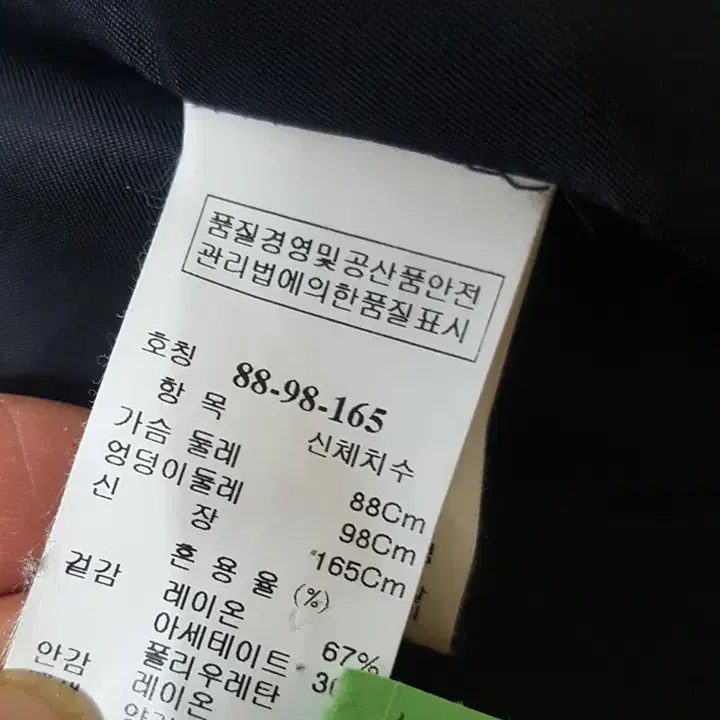 품질경영및공산품안전
관리법에의한품질표시
호칭 88-98-165
항 목 신체치수
가슴 둘레 88Cm
엉덩이둘레 98Cm
신 장 165Cm
혼 용 율 (%)
겉감 레이온 67%
아세테이트
폴리우레탄
안감 레이온